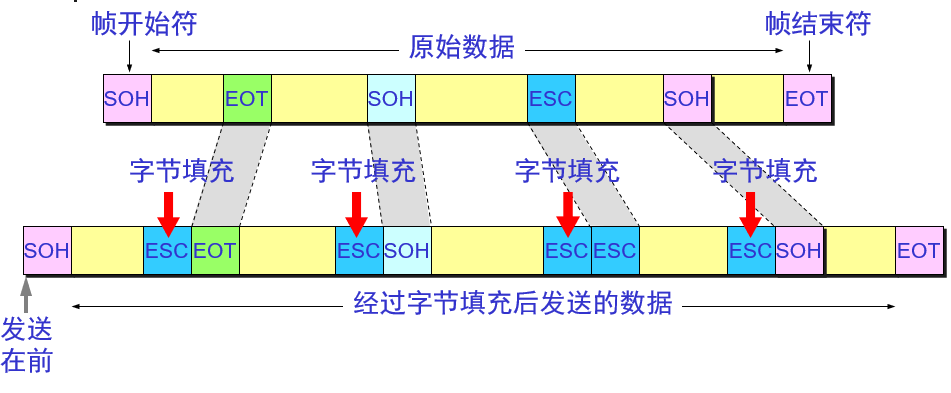 帧开始符
原始数据
帧结束符
SOH EOT SOH ESC SOH EOT
字节填充 字节填充 字节填充 字节填充
SOH ESC EOT ESC SOH ESC ESC ESC SOH EOT
经过字节填充后发送的数据
发送
在前